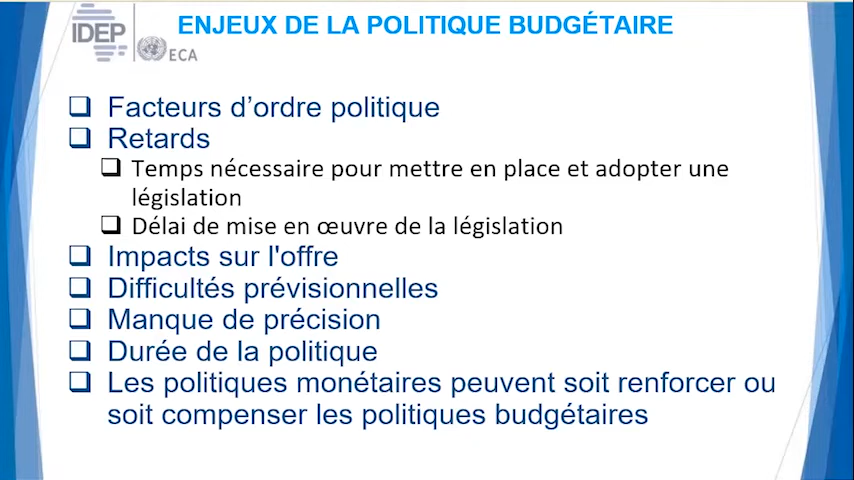 ENJEUX DE LA POLITIQUE BUDGÉTAIRE
IDEP
ECA
❑ Facteurs d’ordre politique
❑ Retards
❑ Temps nécessaire pour mettre en place et adopter une
législation
❑ Délai de mise en œuvre de la législation
❑ Impacts sur l'offre
❑ Difficultés prévisionnelles
❑ Manque de précision
❑ Durée de la politique
❑ Les politiques monétaires peuvent soit renforcer ou
soit compenser les politiques budgétaires